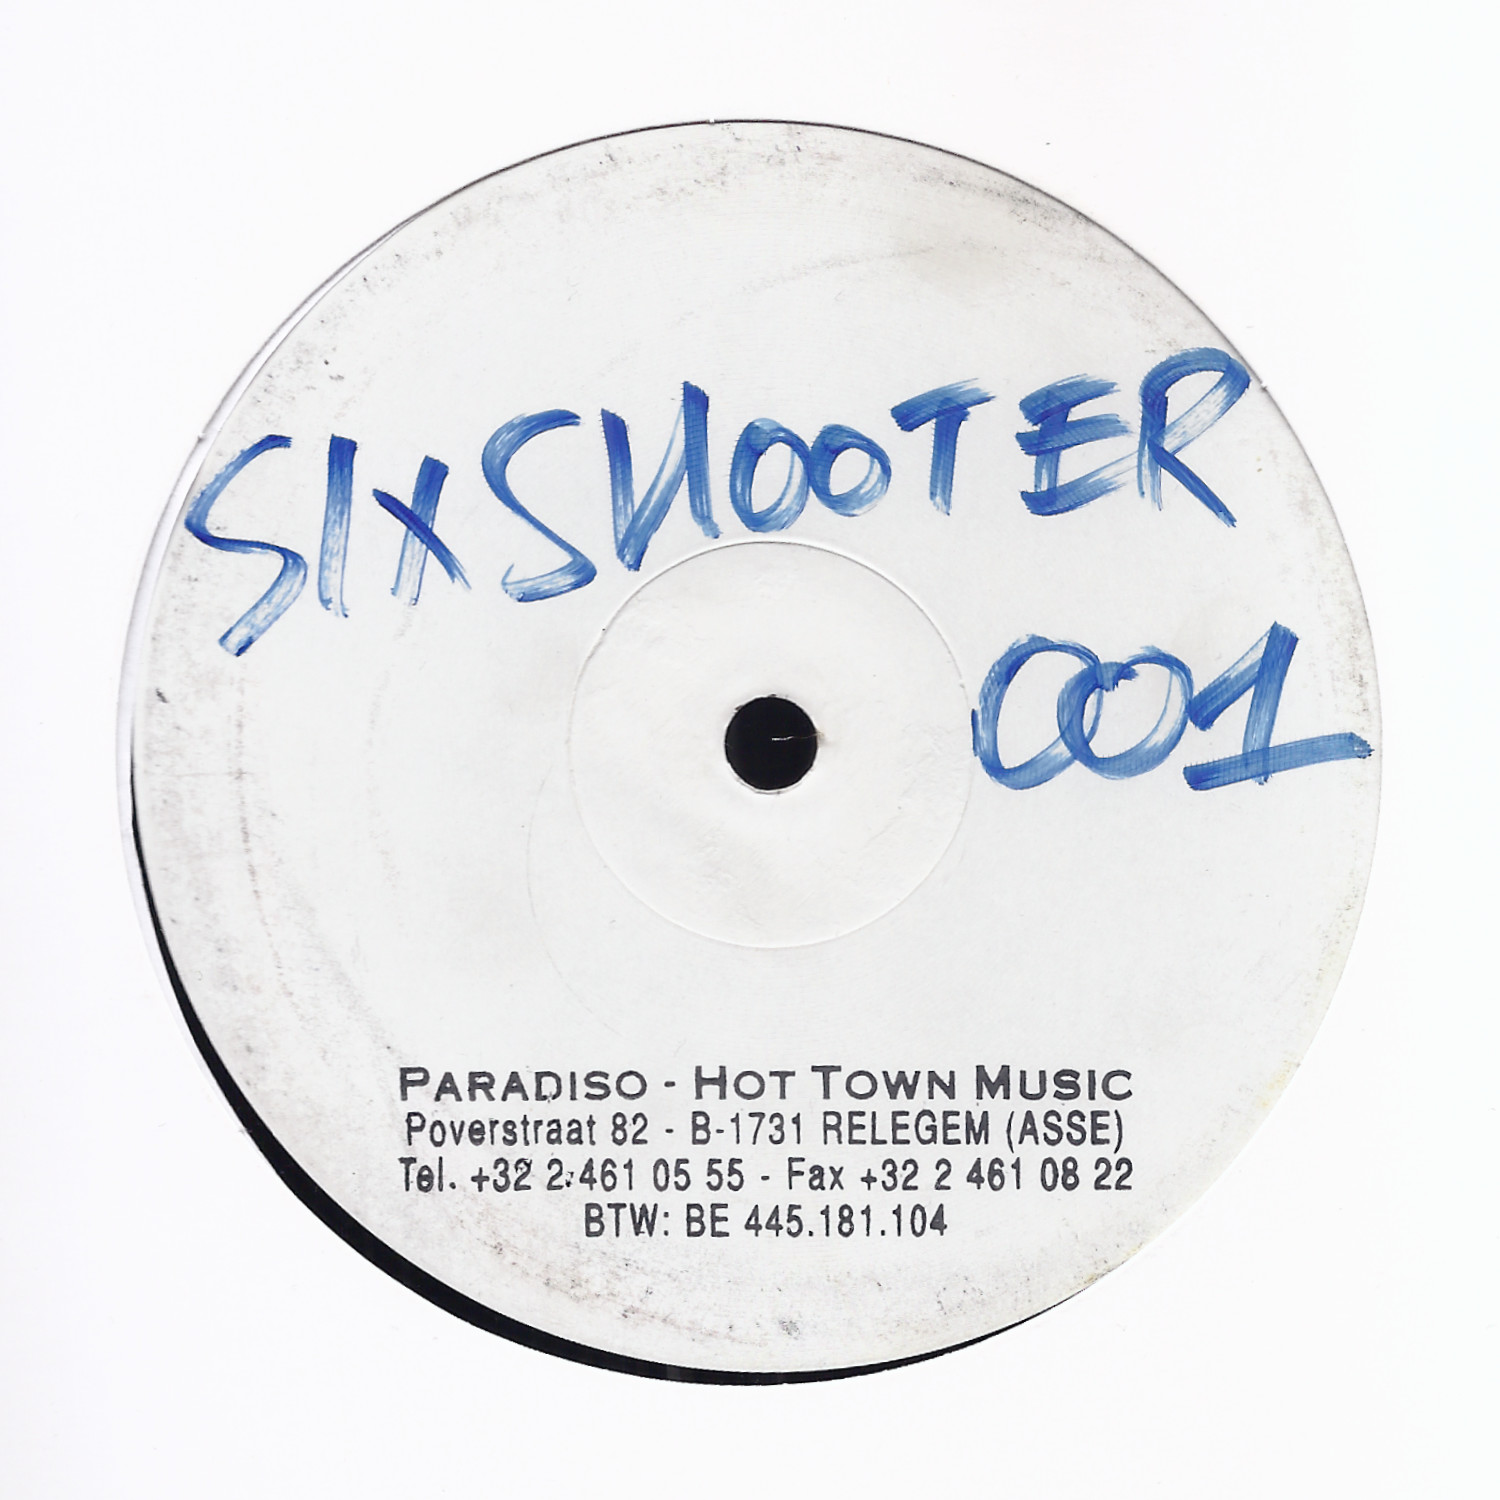 SIXSHOOTER
001
PARADISO - HOT TOWN MUSIC
Poverstraat 82 - B-1731 RELEGEM (ASSE)
Tel. +32 2 461 05 55 - Fax +32 2 461 08 22
BTW: BE 445.181.104